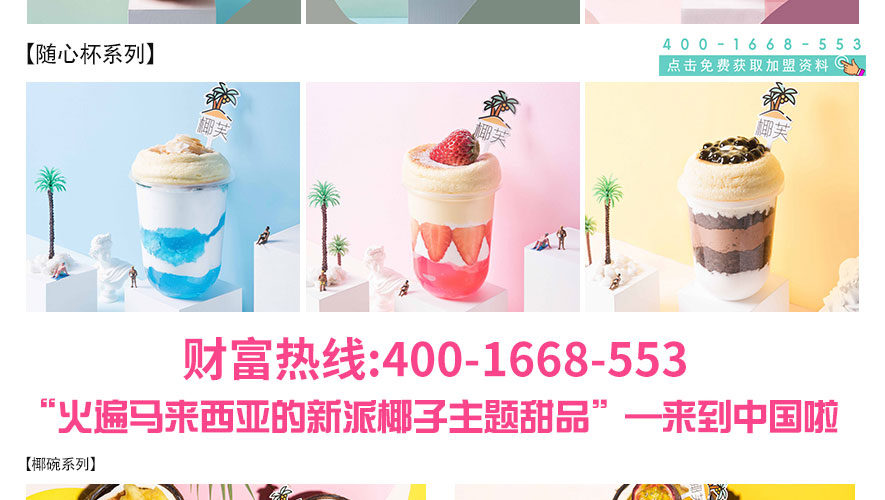 【随心杯系列】
400-1668-553
点击免费获取加盟资料
椰芙
椰芙
椰芙
财富热线:400-1668-553
“火遍马来西亚的新派椰子主题甜品”一来到中国啦
【椰碗系列】